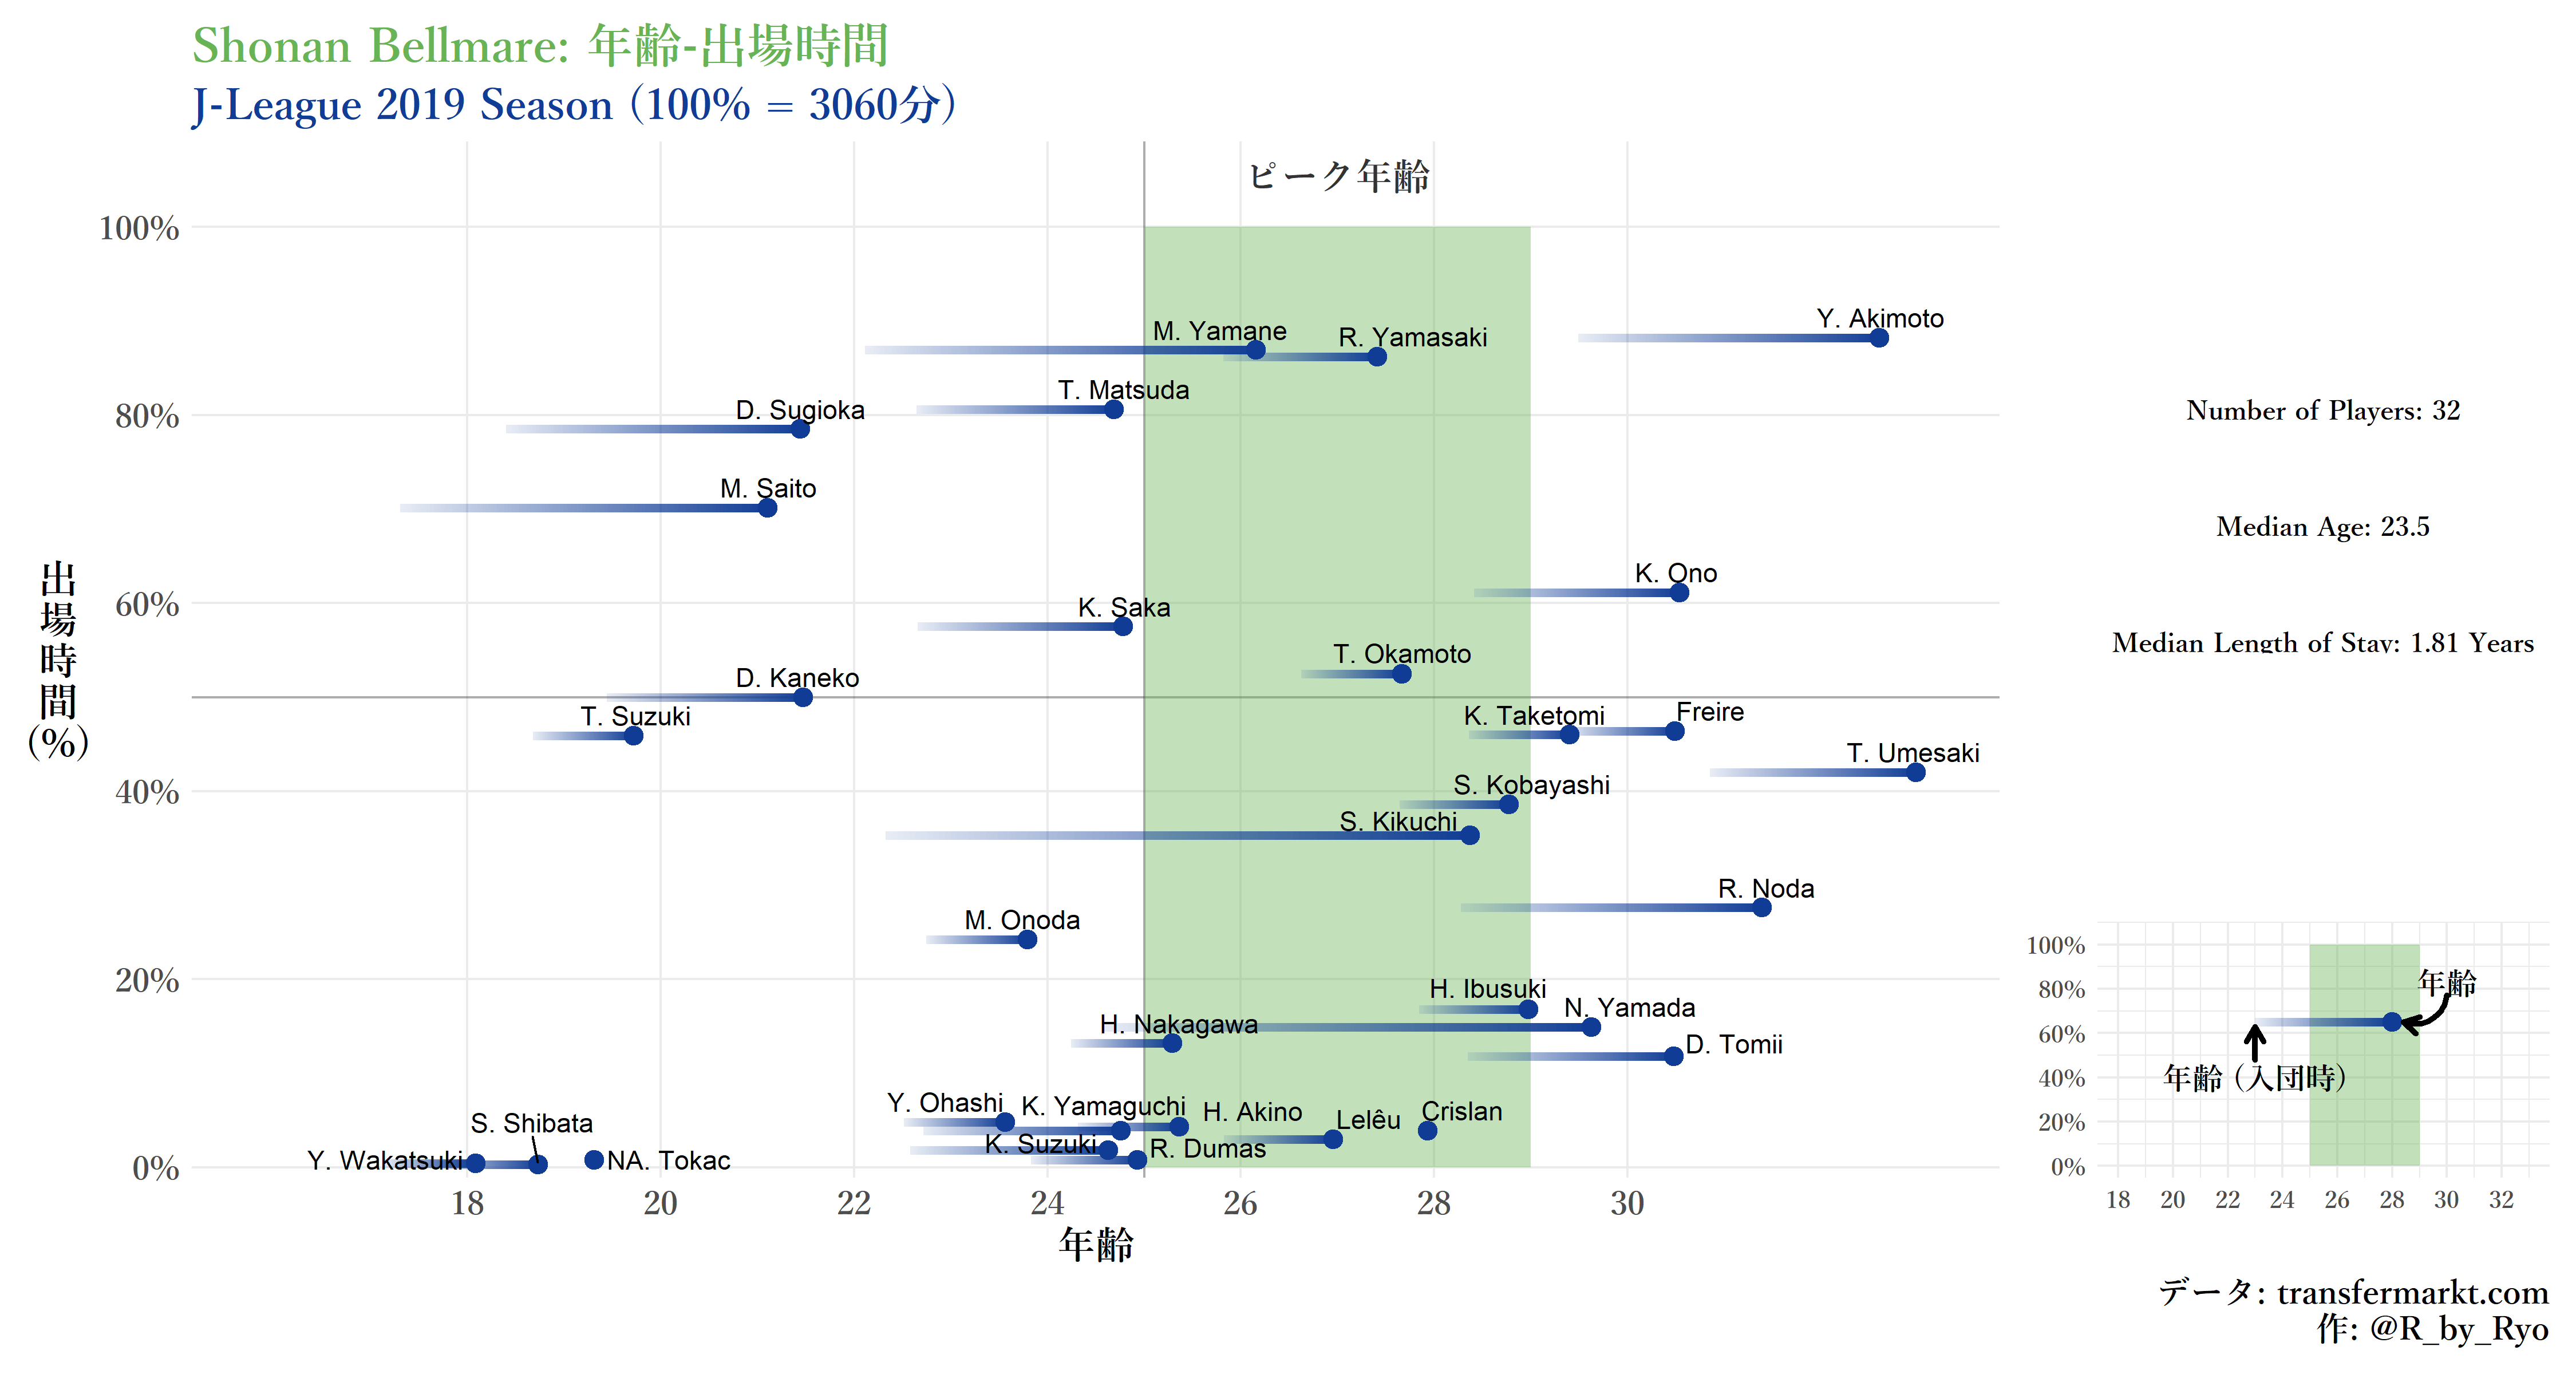 Shonan Bellmare: 年齢-出場時間
J-League 2019 Season (100% = 3060分)
ピーク年齢
100%
80%
60%
40%
20%
0%
出場時間(%)
Y. Akimoto
M. Yamane
R. Yamasaki
T. Matsuda
D. Sugioka
M. Saito
K. Ono
K. Saka
T. Okamoto
D. Kaneko
T. Suzuki
K. Taketomi
Freire
T. Umesaki
S. Kobayashi
S. Kikuchi
R. Noda
M. Onoda
H. Ibusuki
N. Yamada
H. Nakagawa
D. Tomii
Y. Ohashi
K. Yamaguchi
H. Akino
Lelêu
Crislan
S. Shibata
K. Suzuki
R. Dumas
Y. Wakatsuki
NA. Tokac
18 20 22 24 26 28 30
年齢
Number of Players: 32
Median Age: 23.5
Median Length of Stay: 1.81 Years
100%
80%
60%
40%
20%
0%
年齢
年齢 (入団時)
18 20 22 24 26 28 30 32
データ: transfermarkt.com
作: @R_by_Ryo